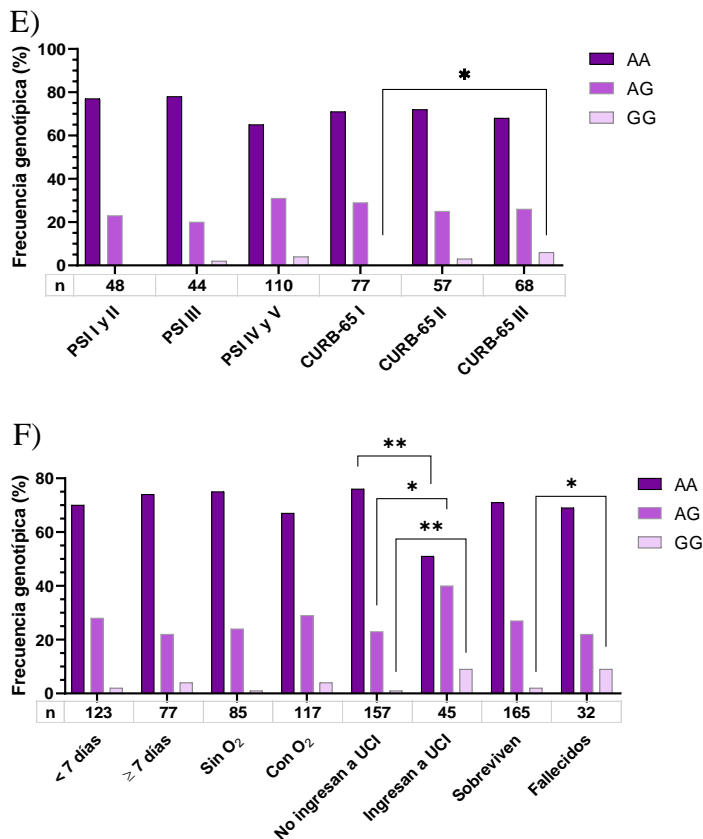 E)
Frecuencia genotípica (%)
100
80
60
40
20
0
*
AA
AG
GG
n 48 44 110 77 57 68
PSI I y II
PSI III
PSI IV y V
CURB-65 I
CURB-65 II
CURB-65 III
F)
Frecuencia genotípica (%)
80
60
40
20
0
**
*
**
*
AA
AG
GG
n 123 77 85 117 157 45 165 32
< 7 días
≥ 7 días
Sin O₂
Con O₂
No ingresan a UCI
Ingresan a UCI
Sobreviven
Fallecidos